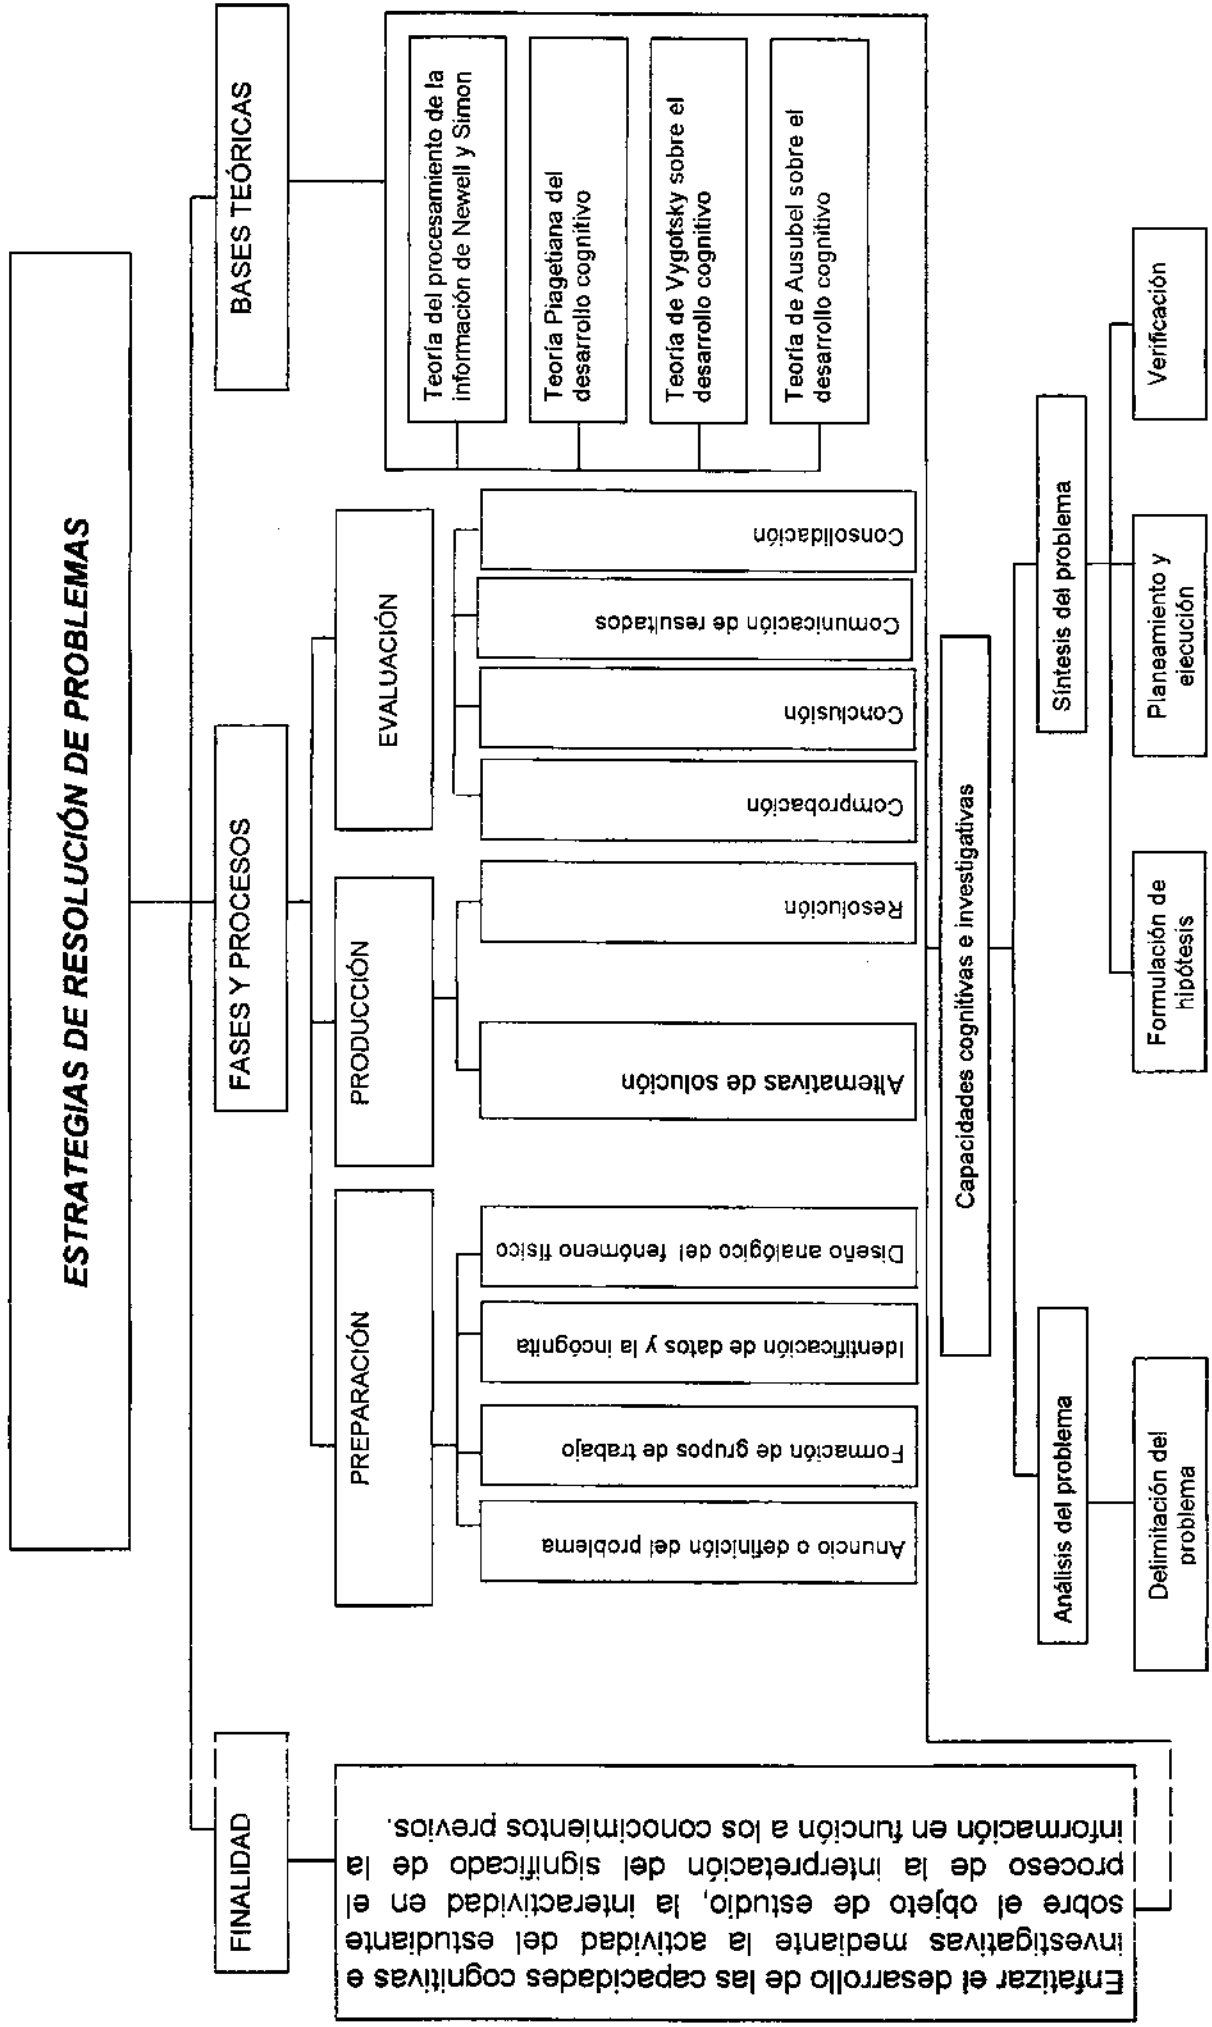 ESTRATEGIAS DE RESOLUCIÓN DE PROBLEMAS
FINALIDAD
FASES Y PROCESOS
BASES TEÓRICAS
Enfatizar el desarrollo de las capacidades cognitivas e
investigativas mediante la actividad del estudiante
sobre el objeto de estudio, la interactividad en el
proceso de la interpretación del significado de la
información en función a los conocimientos previos.
PREPARACIÓN
PRODUCCIÓN
EVALUACIÓN
Anuncio o definición del problema
Formación de grupos de trabajo
Identificación de datos y la incógnita
Diseño analógico del fenómeno físico
Alternativas de solución
Resolución
Comprobación
Conclusión
Comunicación de resultados
Consolidación
Teoría del procesamiento de la
información de Newell y Simon
Teoría Piagetiana del
desarrollo cognitivo
Teoría de Vygotsky sobre el
desarrollo cognitivo
Teoría de Ausubel sobre el
desarrollo cognitivo
Capacidades cognitivas e investigativas
Análisis del problema
Síntesis del problema
Delimitación del
problema
Formulación de
hipótesis
Planeamiento y
ejecución
Verificación